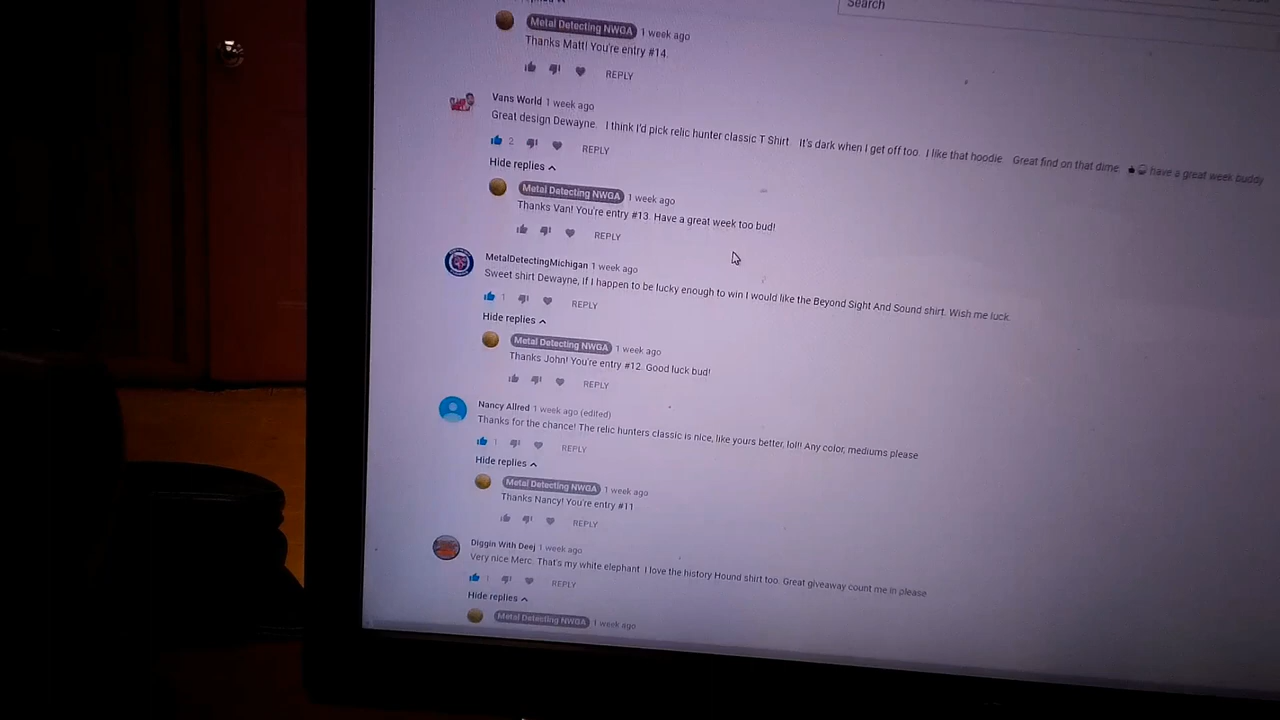 Search
Metal Detecting NWGA 1 week ago
Thanks Matt! You're entry #14.
REPLY
Vans World 1 week ago
Great design Dewayne. I think I'd pick relic hunter classic T Shirt. It's dark when I get off too. I like that hoodie Great find on that dime. have a great week buddy
2 REPLY
Hide replies
Metal Detecting NWGA 1 week ago
Thanks Van! You're entry #13. Have a great week too bud!
REPLY
MetalDetectingMichigan 1 week ago
Sweet shirt Dewayne, If I happen to be lucky enough to win I would like the Beyond Sight And Sound shirt. Wish me luck.
1 REPLY
Hide replies
Metal Detecting NWGA 1 week ago
Thanks John! You're entry #12. Good luck bud!
REPLY
Nancy Allred 1 week ago (edited)
Thanks for the chance! The relic hunters classic is nice, like yours better, lol!! Any color, mediums please
1 REPLY
Hide replies
Metal Detecting NWGA 1 week ago
Thanks Nancy! You're entry #11
REPLY
Diggin With Deej 1 week ago
Very nice Merc. That's my white elephant. I love the history Hound shirt too. Great giveaway count me in please
1 REPLY
Hide replies
Metal Detecting NWGA 1 week ago